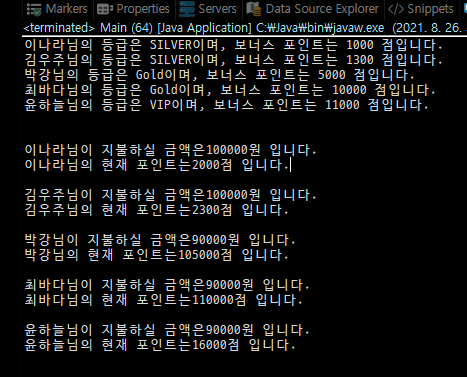 Markers Properties Servers Data Source Explorer Snippets
<terminated> Main (64) [Java Application] C:₩Java₩bin₩javaw.exe (2021. 8. 26.
이나라님의 등급은 SILVER이며, 보너스 포인트는 1000 점입니다.
김우주님의 등급은 SILVER이며, 보너스 포인트는 1300 점입니다.
박강님의 등급은 Gold이며, 보너스 포인트는 5000 점입니다.
최바다님의 등급은 Gold이며, 보너스 포인트는 10000 점입니다.
윤하늘님의 등급은 VIP이며, 보너스 포인트는 11000 점입니다.
이나라님이 지불하실 금액은100000원 입니다.
이나라님의 현재 포인트는2000점 입니다.
김우주님이 지불하실 금액은100000원 입니다.
김우주님의 현재 포인트는2300점 입니다.
박강님이 지불하실 금액은90000원 입니다.
박강님의 현재 포인트는105000점 입니다.
최바다님이 지불하실 금액은90000원 입니다.
최바다님의 현재 포인트는110000점 입니다.
윤하늘님이 지불하실 금액은90000원 입니다.
윤하늘님의 현재 포인트는16000점 입니다.